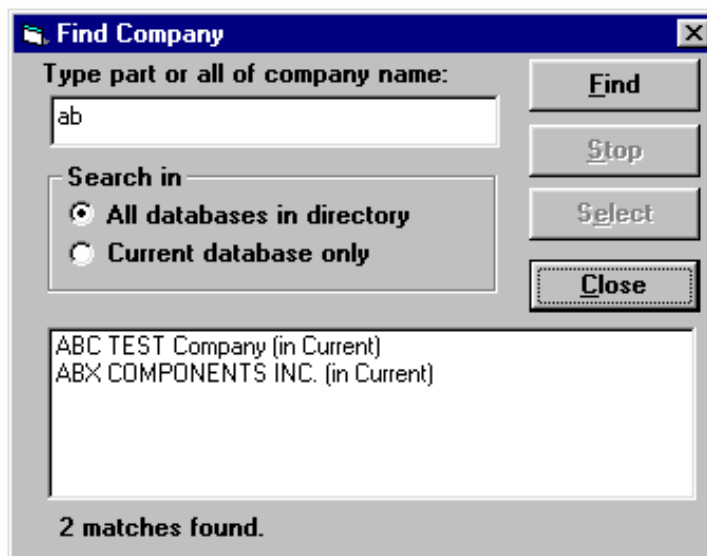 Find Company
Type part or all of company name:
ab
Find
Stop
Search in
All databases in directory
Select
Current database only
Close
ABC TEST Company (in Current)
ABX COMPONENTS INC. (in Current)
2 matches found.